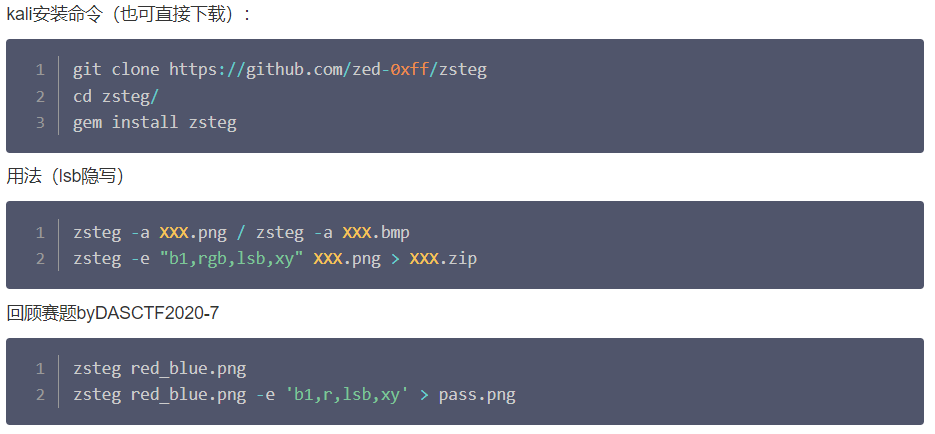 kali安装命令（也可直接下载）:
1 git clone https://github.com/zed-0xff/zsteg
2 cd zsteg/
3 gem install zsteg
用法（lsb隐写）
1 zsteg -a XXX.png / zsteg -a XXX.bmp
2 zsteg -e "b1,rgb,lsb,xy" XXX.png > XXX.zip
回顾赛题byDASCTF2020-7
1 zsteg red_blue.png
2 zsteg red_blue.png -e 'b1,r,lsb,xy' > pass.png